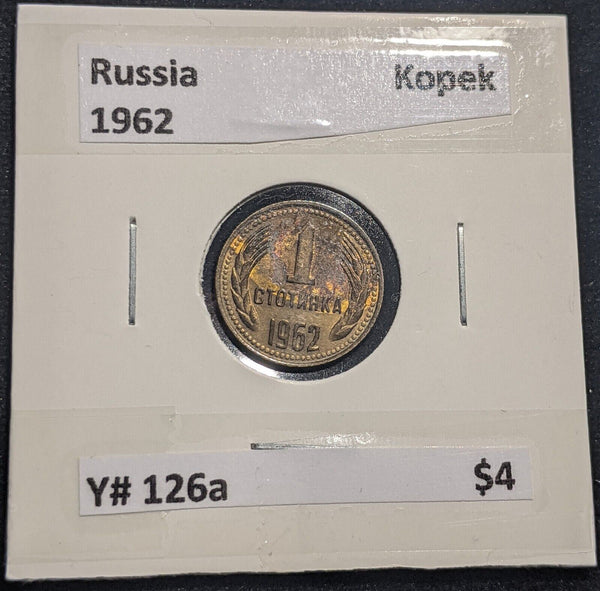 Russia Kopek
1962
1
СТОТИНКА
1962
Y# 126a $4